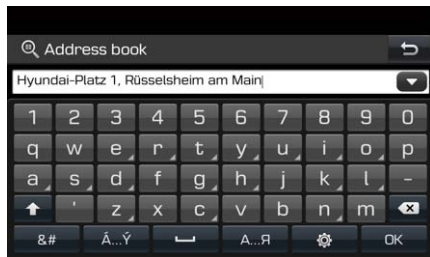 Address book
Hyundai-Platz 1, Rüsselsheim am Main
1 2 3 4 5 6 7 8 9 0
q w e r t y u i o p
a s d f g h j k l -
' z x c v b n m
&# Á...Ý A...Я OK